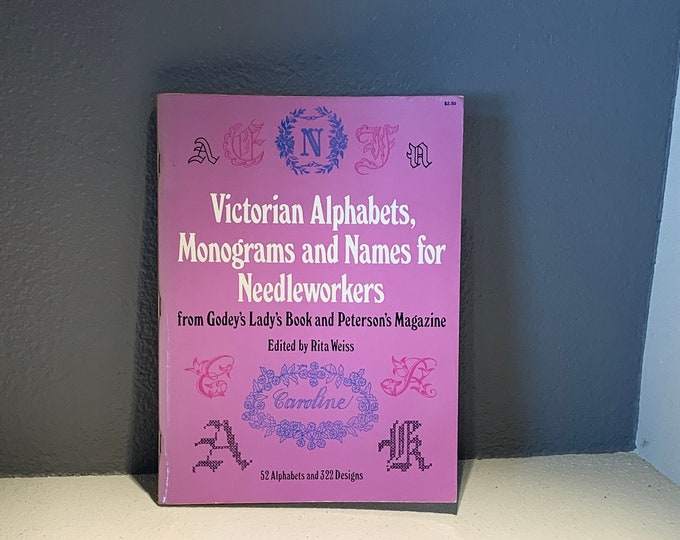 $2.50
A C N F n
Victorian Alphabets,
Monograms and Names for
Needleworkers
from Godey's Lady's Book and Peterson's Magazine
Edited by Rita Weiss
Caroline
A
52 Alphabets and 322 Designs